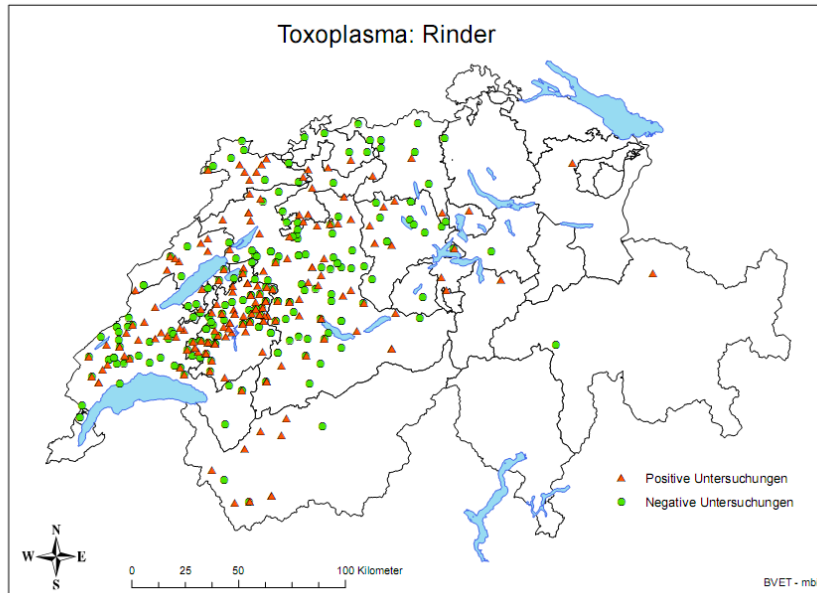 Toxoplasma: Rinder
Positive Untersuchungen
Negative Untersuchungen
N
W E
S
0 25 50 100 Kilometer
BVET - mb